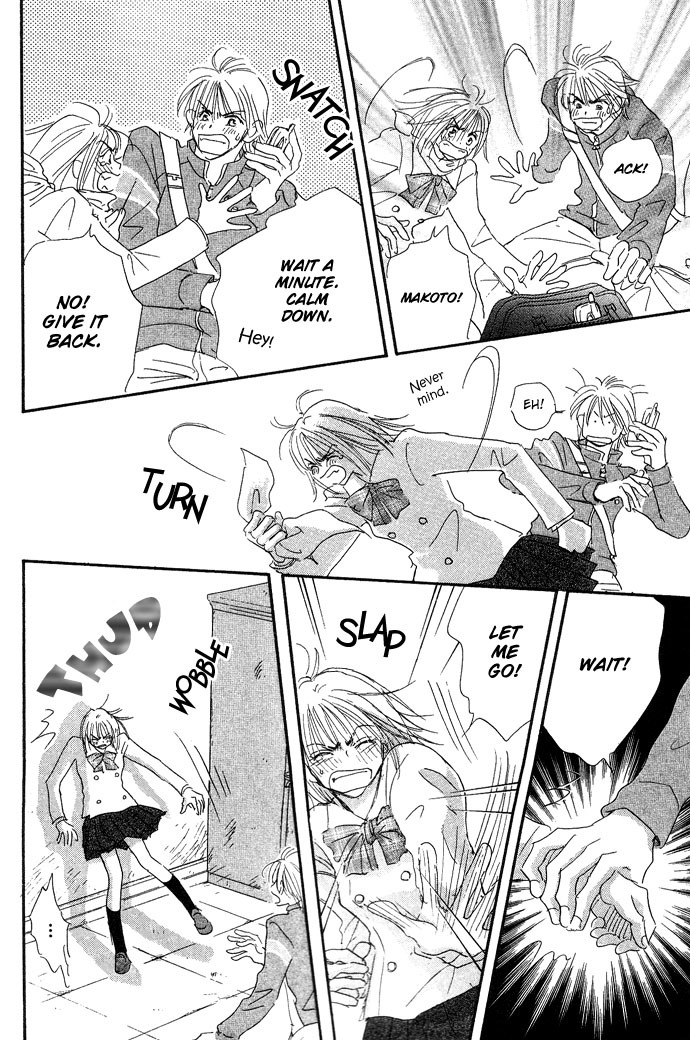 ACK!
MAKOTO!
SNATCH
WAIT A
MINUTE.
CALM
DOWN.
Hey!
NO!
GIVE IT
BACK.
EH!
Never
mind.
TURN
WAIT!
LET
ME
GO!
SLAP
WOBBLE
THUD
...